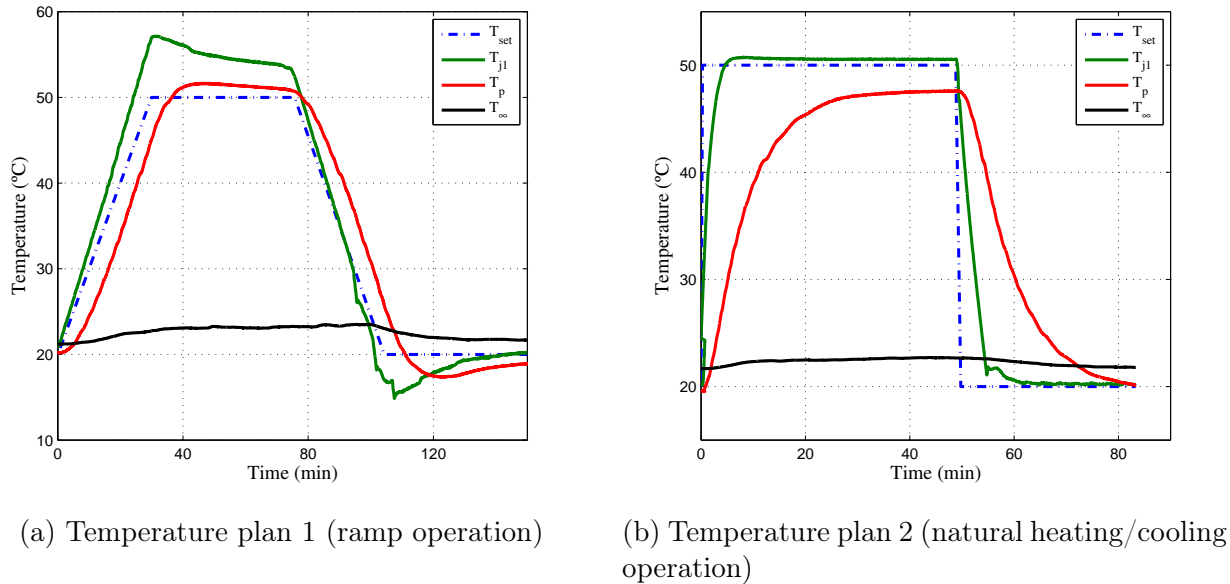 60
50
40
30
20
10
0
40
80
120
Temperature (ºC)
Time (min)
T_set
T_j1
T_p
T_∞
(a) Temperature plan 1 (ramp operation)
50
40
30
20
0
20
40
60
80
Temperature (ºC)
Time (min)
T_set
T_j1
T_p
T_∞
(b) Temperature plan 2 (natural heating/cooling
operation)